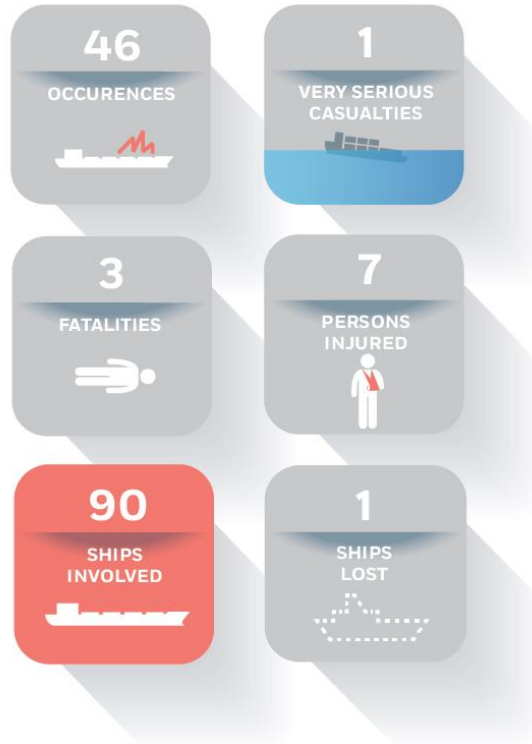 46
OCCURENCES
1
VERY SERIOUS
CASUALTIES
3
FATALITIES
7
PERSONS
INJURED
90
SHIPS
INVOLVED
1
SHIPS
LOST